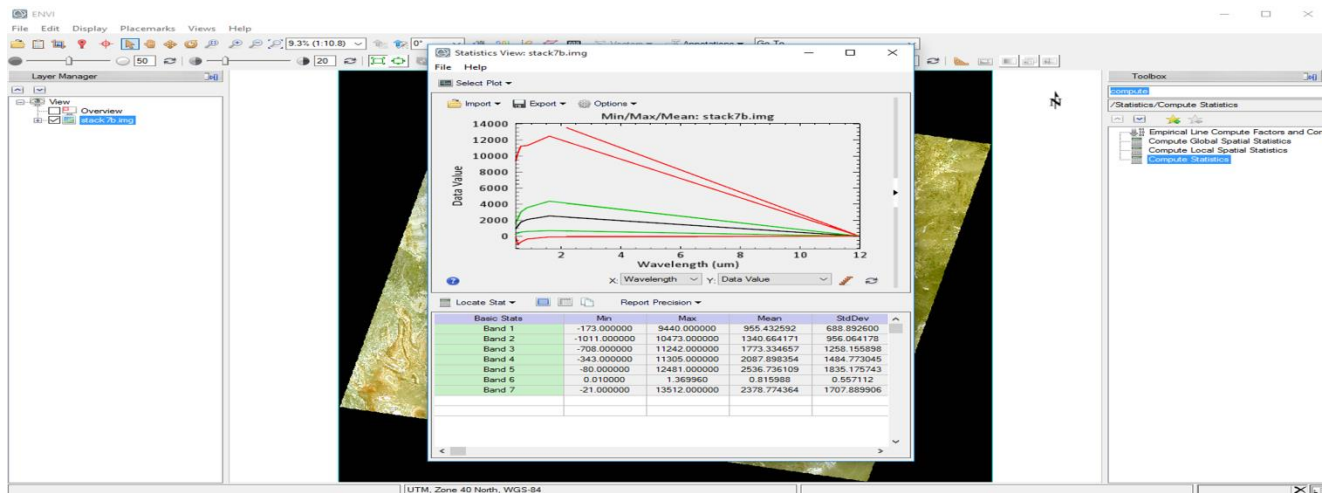 ENVI
File Edit Display Placemarks Views Help
9.3% (1:10.8) 0° Vectors Annotations Go To
50 20
Layer Manager
View
Overview
stack7b.img
Statistics View: stack7b.img
File Help
Select Plot
Import Export Options
Min/Max/Mean: stack7b.img
14000
12000
10000
8000
6000
4000
2000
0
Data Value
2 4 6 8 10 12
Wavelength (um)
X: Wavelength Y: Data Value
Locate Stat Report Precision
Basic Stats Min Max Mean StdDev
Band 1 -173.000000 9440.000000 955.432592 688.892600
Band 2 -1011.000000 10473.000000 1340.664171 956.064178
Band 3 -708.000000 11242.000000 1773.334657 1258.155898
Band 4 -343.000000 11305.000000 2087.898354 1484.773045
Band 5 -80.000000 12481.000000 2536.736109 1835.175743
Band 6 0.010000 1.369960 0.815988 0.557112
Band 7 -21.000000 13512.000000 2378.774364 1707.889906
Toolbox
compute
/Statistics/Compute Statistics
Empirical Line Compute Factors and Cor
Compute Global Spatial Statistics
Compute Local Spatial Statistics
Compute Statistics
N
UTM, Zone 40 North, WGS-84